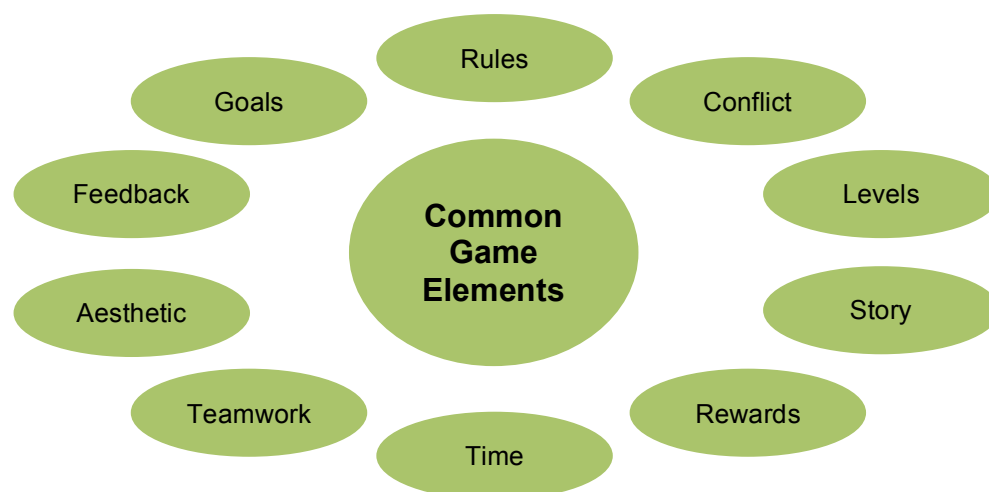 Rules
Goals
Conflict
Feedback
Levels
Common
Game
Elements
Aesthetic
Story
Teamwork
Rewards
Time